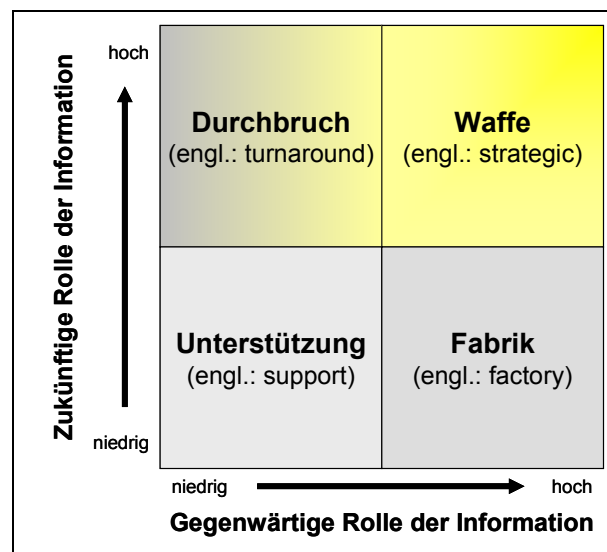 Zukünftige Rolle der Information
hoch
niedrig
Durchbruch
(engl.: turnaround)
Waffe
(engl.: strategic)
Unterstützung
(engl.: support)
Fabrik
(engl.: factory)
niedrig
hoch
Gegenwärtige Rolle der Information